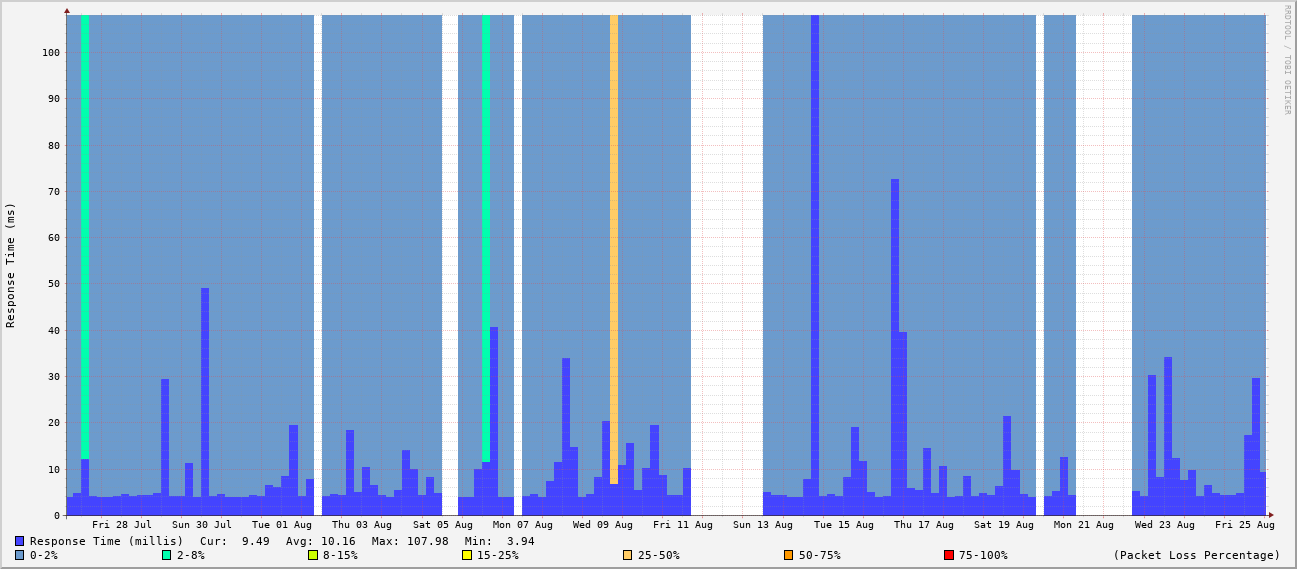 RRDTOOL / TOBI OETIKER
Response Time (ms)
100
90
80
70
60
50
40
30
20
10
0
Fri 28 Jul Sun 30 Jul Tue 01 Aug Thu 03 Aug Sat 05 Aug Mon 07 Aug Wed 09 Aug Fri 11 Aug Sun 13 Aug Tue 15 Aug Thu 17 Aug Sat 19 Aug Mon 21 Aug Wed 23 Aug Fri 25 Aug
Response Time (millis) Cur: 9.49 Avg: 10.16 Max: 107.98 Min: 3.94
0-2% 2-8% 8-15% 15-25% 25-50% 50-75% 75-100% (Packet Loss Percentage)